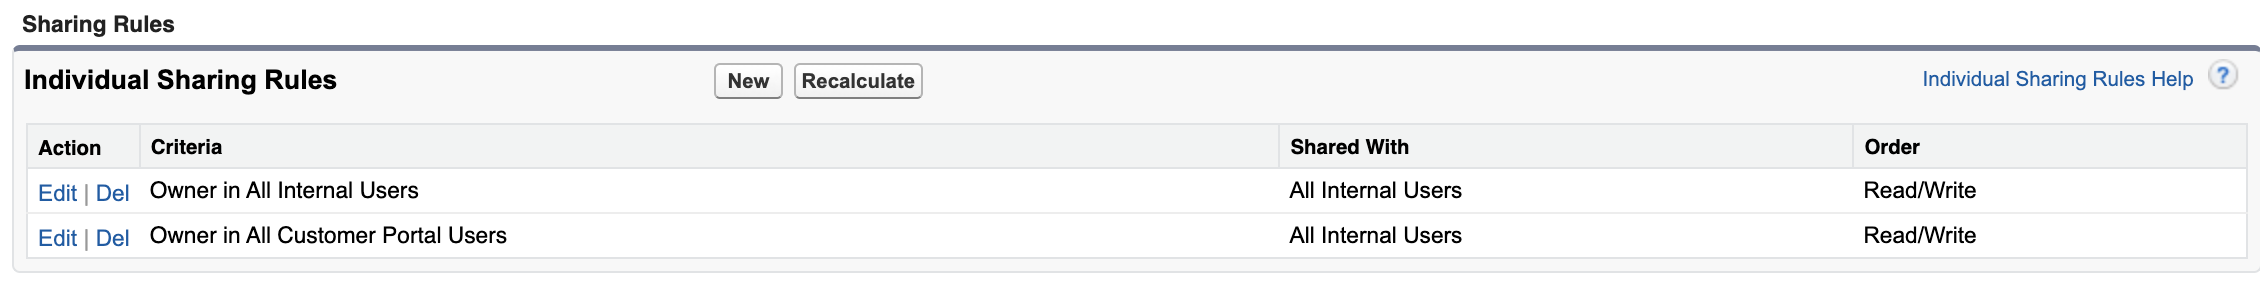 Sharing Rules
Individual Sharing Rules New Recalculate Individual Sharing Rules Help ?
Action Criteria Shared With Order
Edit | Del Owner in All Internal Users All Internal Users Read/Write
Edit | Del Owner in All Customer Portal Users All Internal Users Read/Write